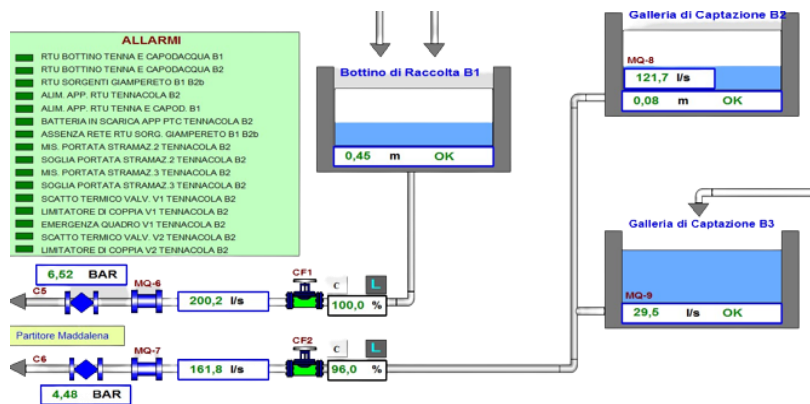 ALLARMI
RTU BOTTINO TENNA E CAPODACQUA B1
RTU BOTTINO TENNA E CAPODACQUA B2
RTU SORGENTI GIAMPERETO B1 B2b
ALIM. APP. RTU TENNACOLA B2
ALIM. APP. RTU TENNA E CAPOD. B1
BATTERIA IN SCARICA APP PTC TENNACOLA B2
ASSENZA RETE RTU SORG. GIAMPERETO B1 B2b
MIS. PORTATA STRAMAZ.2 TENNACOLA B2
SOGLIA PORTATA STRAMAZ.2 TENNACOLA B2
MIS. PORTATA STRAMAZ.3 TENNACOLA B2
SOGLIA PORTATA STRAMAZ.3 TENNACOLA B2
SCATTO TERMICO VALV. V1 TENNACOLA B2
LIMITATORE DI COPPIA V1 TENNACOLA B2
EMERGENZA QUADRO V1 TENNACOLA B2
SCATTO TERMICO VALV. V2 TENNACOLA B2
LIMITATORE DI COPPIA V2 TENNACOLA B2
Bottino di Raccolta B1
0,45 m OK
Galleria di Captazione B2
MQ-8
121,7 l/s
0,08 m OK
Galleria di Captazione B3
MQ-9
29,5 l/s OK
6,52 BAR
C5
MQ-6
200,2 l/s
CF1
C
L
100,0 %
Partitore Maddalena
C6
MQ-7
161,8 l/s
CF2
C
L
96,0 %
4,48 BAR